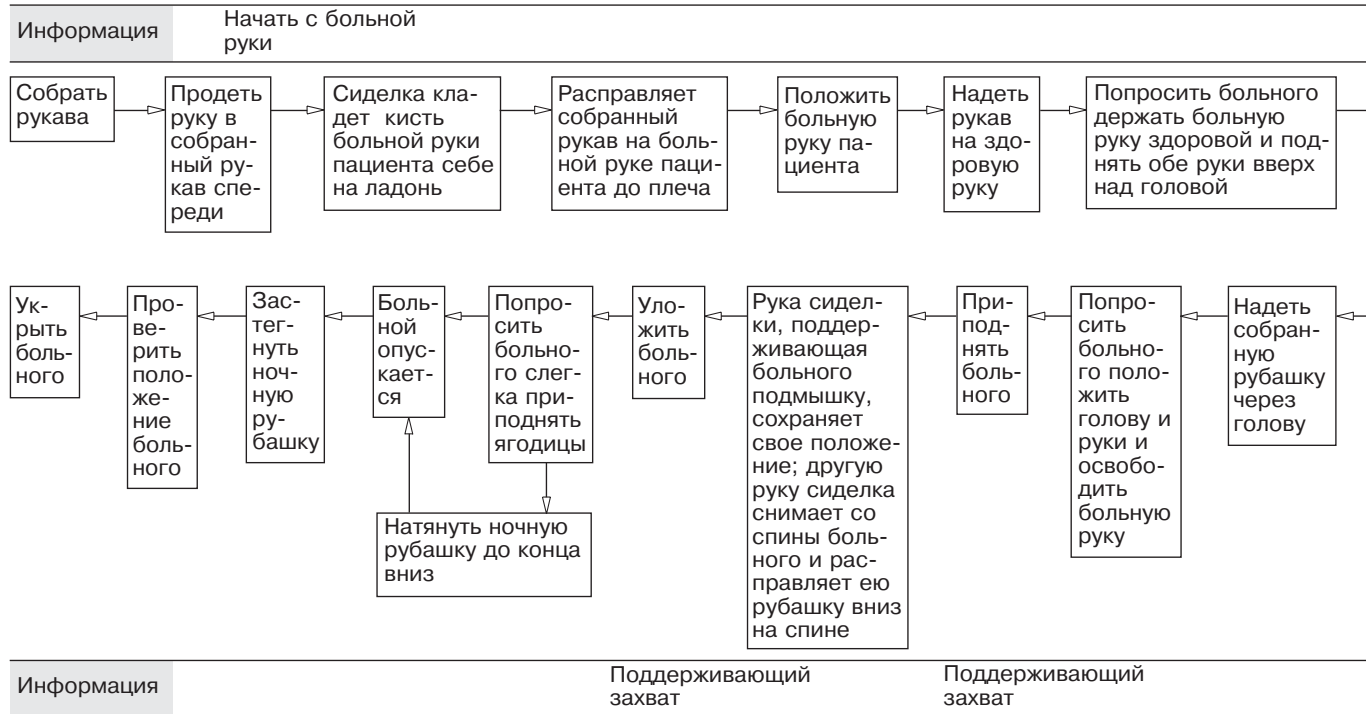 Информация
Начать с больной
руки
Собрать
рукава
Продеть
руку в
собран-
ный ру-
кав спе-
реди
Сиделка кла-
дет кисть
больной руки
пациента себе
на ладонь
Расправляет
собранный
рукав на боль-
ной руке паци-
ента до плеча
Положить
больную
руку па-
циента
Надеть
рукав
на здо-
ровую
руку
Попросить больного
держать больную
руку здоровой и под-
нять обе руки вверх
над головой
Надеть
собран-
ную
рубашку
через
голову
Попро-
сить
больно-
го поло-
жить
голову и
руки и
освобо-
дить
больную
руку
При-
под-
нять
боль-
ного
Рука сидел-
ки, поддер-
живающая
больного
подмышку,
сохраняет
свое положе-
ние; другую
руку сиделка
снимает со
спины боль-
ного и рас-
правляет ею
рубашку вниз
на спине
Уло-
жить
боль-
ного
Попро-
сить
больно-
го слег-
ка при-
поднять
ягодицы
Натянуть ночную
рубашку до конца
вниз
Боль-
ной
опус-
кает-
ся
Зас-
тег-
нуть
ноч-
ную
ру-
башку
Про-
ве-
рить
поло-
же-
ние
боль-
ного
Ук-
рыть
боль-
ного
Информация
Поддерживающий
захват
Поддерживающий
захват